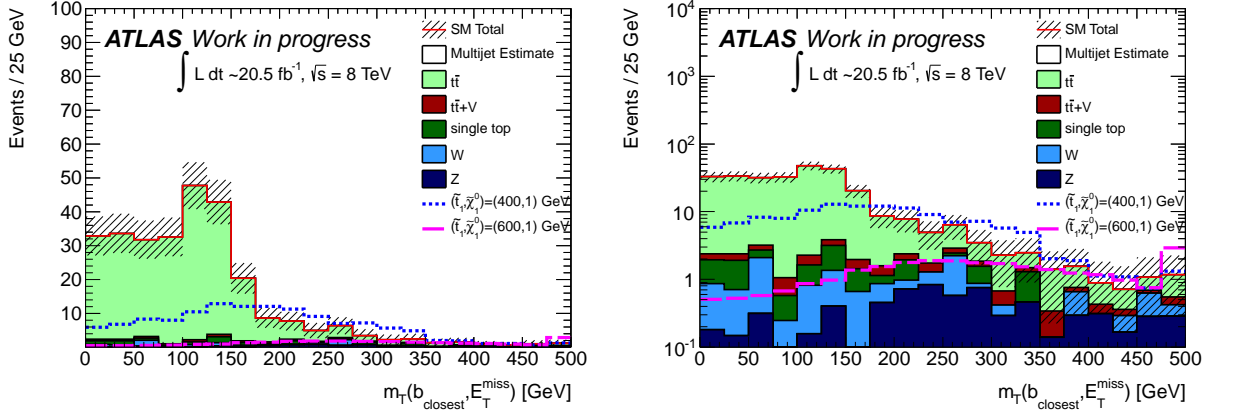 Events / 25 GeV
100
90
80
70
60
50
40
30
20
10
ATLAS Work in progress
∫ L dt ~20.5 fb⁻¹, √s = 8 TeV
SM Total
Multijet Estimate
tt̄
tt̄+V
single top
W
Z
(t̃₁,χ̃₁⁰)=(400,1) GeV
(t̃₁,χ̃₁⁰)=(600,1) GeV
0 50 100 150 200 250 300 350 400 450 500
m_T(b_closest,E_T^miss) [GeV]
Events / 25 GeV
10⁴
10³
10²
10
1
10⁻¹
ATLAS Work in progress
∫ L dt ~20.5 fb⁻¹, √s = 8 TeV
SM Total
Multijet Estimate
tt̄
tt̄+V
single top
W
Z
(t̃₁,χ̃₁⁰)=(400,1) GeV
(t̃₁,χ̃₁⁰)=(600,1) GeV
0 50 100 150 200 250 300 350 400 450 500
m_T(b_closest,E_T^miss) [GeV]